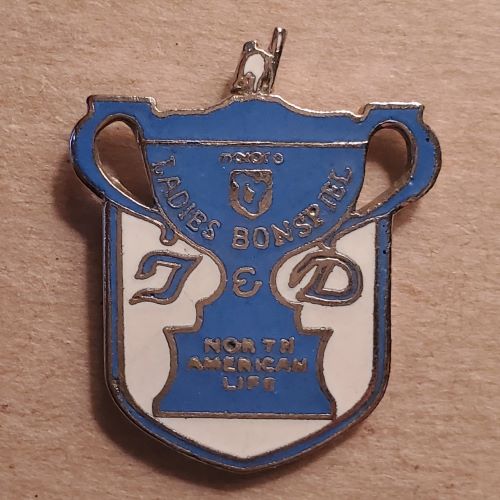 LADIES BONSPIEL
J & D
NORTH
AMERICAN
LIFE